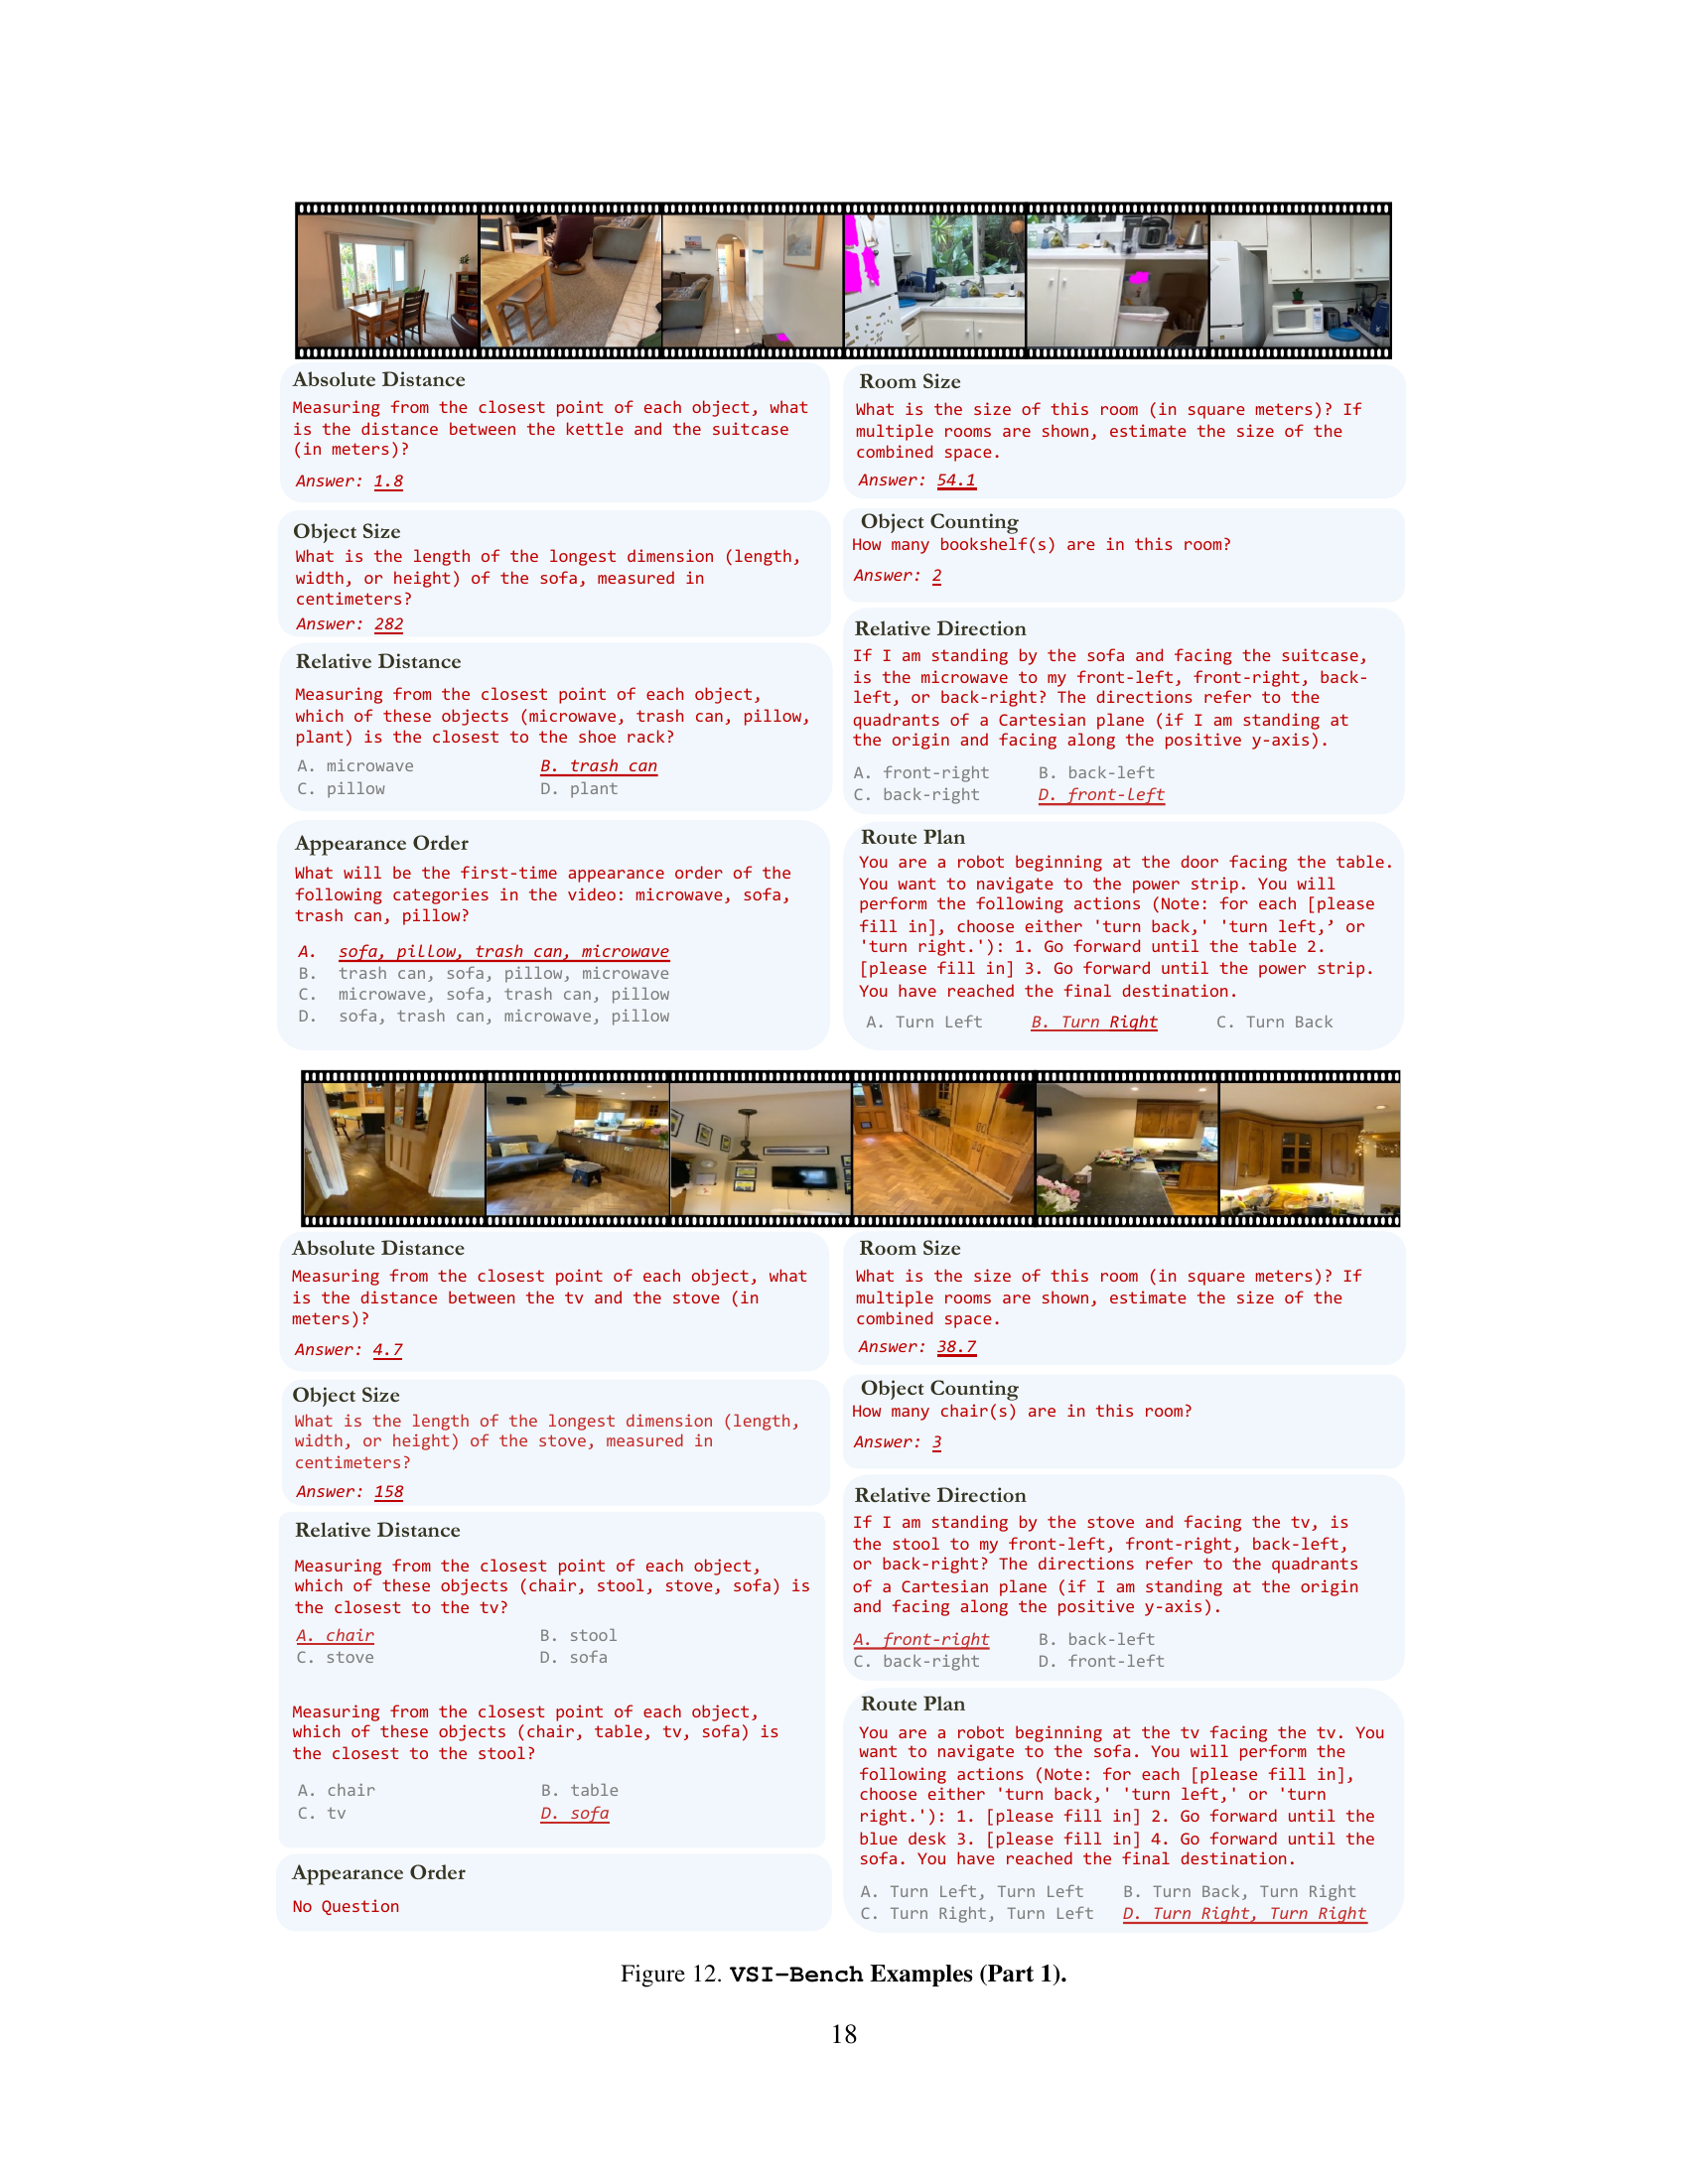 Absolute Distance
Measuring from the closest point of each object, what
is the distance between the kettle and the suitcase
(in meters)?
Answer: 1.8
Object Size
What is the length of the longest dimension (length,
width, or height) of the sofa, measured in
centimeters?
Answer: 282
Relative Distance
Measuring from the closest point of each object,
which of these objects (microwave, trash can, pillow,
plant) is the closest to the shoe rack?
A. microwave B. trash can
C. pillow D. plant
Appearance Order
What will be the first-time appearance order of the
following categories in the video: microwave, sofa,
trash can, pillow?
A. sofa, pillow, trash can, microwave
B. trash can, sofa, pillow, microwave
C. microwave, sofa, trash can, pillow
D. sofa, trash can, microwave, pillow
Room Size
What is the size of this room (in square meters)? If
multiple rooms are shown, estimate the size of the
combined space.
Answer: 54.1
Object Counting
How many bookshelf(s) are in this room?
Answer: 2
Relative Direction
If I am standing by the sofa and facing the suitcase,
is the microwave to my front-left, front-right, back-
left, or back-right? The directions refer to the
quadrants of a Cartesian plane (if I am standing at
the origin and facing along the positive y-axis).
A. front-right B. back-left
C. back-right D. front-left
Route Plan
You are a robot beginning at the door facing the table.
You want to navigate to the power strip. You will
perform the following actions (Note: for each [please
fill in], choose either 'turn back,' 'turn left,’ or
'turn right.'): 1. Go forward until the table 2.
[please fill in] 3. Go forward until the power strip.
You have reached the final destination.
A. Turn Left B. Turn Right C. Turn Back
Absolute Distance
Measuring from the closest point of each object, what
is the distance between the tv and the stove (in
meters)?
Answer: 4.7
Object Size
What is the length of the longest dimension (length,
width, or height) of the stove, measured in
centimeters?
Answer: 158
Relative Distance
Measuring from the closest point of each object,
which of these objects (chair, stool, stove, sofa) is
the closest to the tv?
A. chair B. stool
C. stove D. sofa
Measuring from the closest point of each object,
which of these objects (chair, table, tv, sofa) is
the closest to the stool?
A. chair B. table
C. tv D. sofa
Appearance Order
No Question
Room Size
What is the size of this room (in square meters)? If
multiple rooms are shown, estimate the size of the
combined space.
Answer: 38.7
Object Counting
How many chair(s) are in this room?
Answer: 3
Relative Direction
If I am standing by the stove and facing the tv, is
the stool to my front-left, front-right, back-left,
or back-right? The directions refer to the quadrants
of a Cartesian plane (if I am standing at the origin
and facing along the positive y-axis).
A. front-right B. back-left
C. back-right D. front-left
Route Plan
You are a robot beginning at the tv facing the tv. You
want to navigate to the sofa. You will perform the
following actions (Note: for each [please fill in],
choose either 'turn back,' 'turn left,' or 'turn
right.'): 1. [please fill in] 2. Go forward until the
blue desk 3. [please fill in] 4. Go forward until the
sofa. You have reached the final destination.
A. Turn Left, Turn Left B. Turn Back, Turn Right
C. Turn Right, Turn Left D. Turn Right, Turn Right
Figure 12. VSI-Bench Examples (Part 1).
18